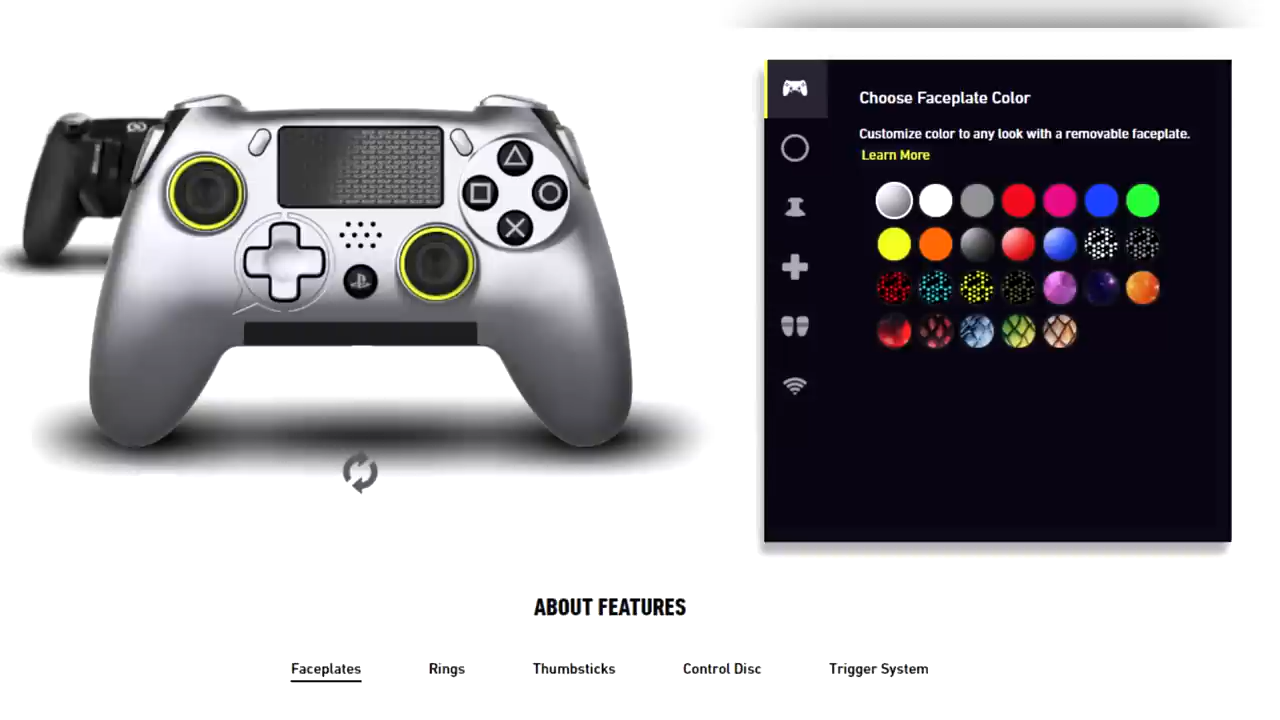 Choose Faceplate Color
Customize color to any look with a removable faceplate.
Learn More
ABOUT FEATURES
Faceplates
Rings
Thumbsticks
Control Disc
Trigger System